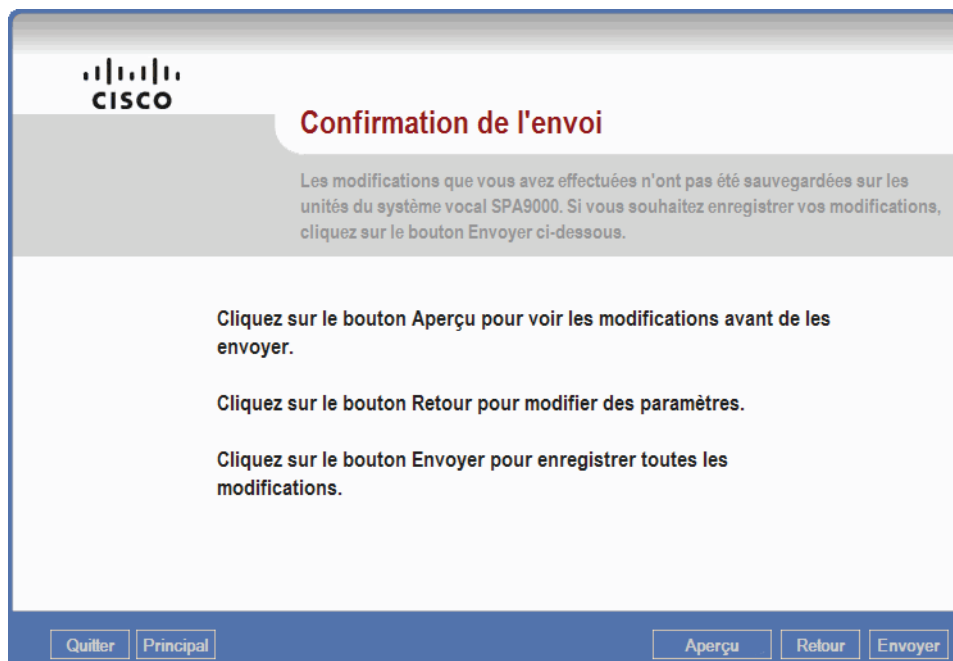 CISCO
Confirmation de l'envoi
Les modifications que vous avez effectuées n'ont pas été sauvegardées sur les
unités du système vocal SPA9000. Si vous souhaitez enregistrer vos modifications,
cliquez sur le bouton Envoyer ci-dessous.
Cliquez sur le bouton Aperçu pour voir les modifications avant de les
envoyer.
Cliquez sur le bouton Retour pour modifier des paramètres.
Cliquez sur le bouton Envoyer pour enregistrer toutes les
modifications.
Quitter Principal Aperçu Retour Envoyer